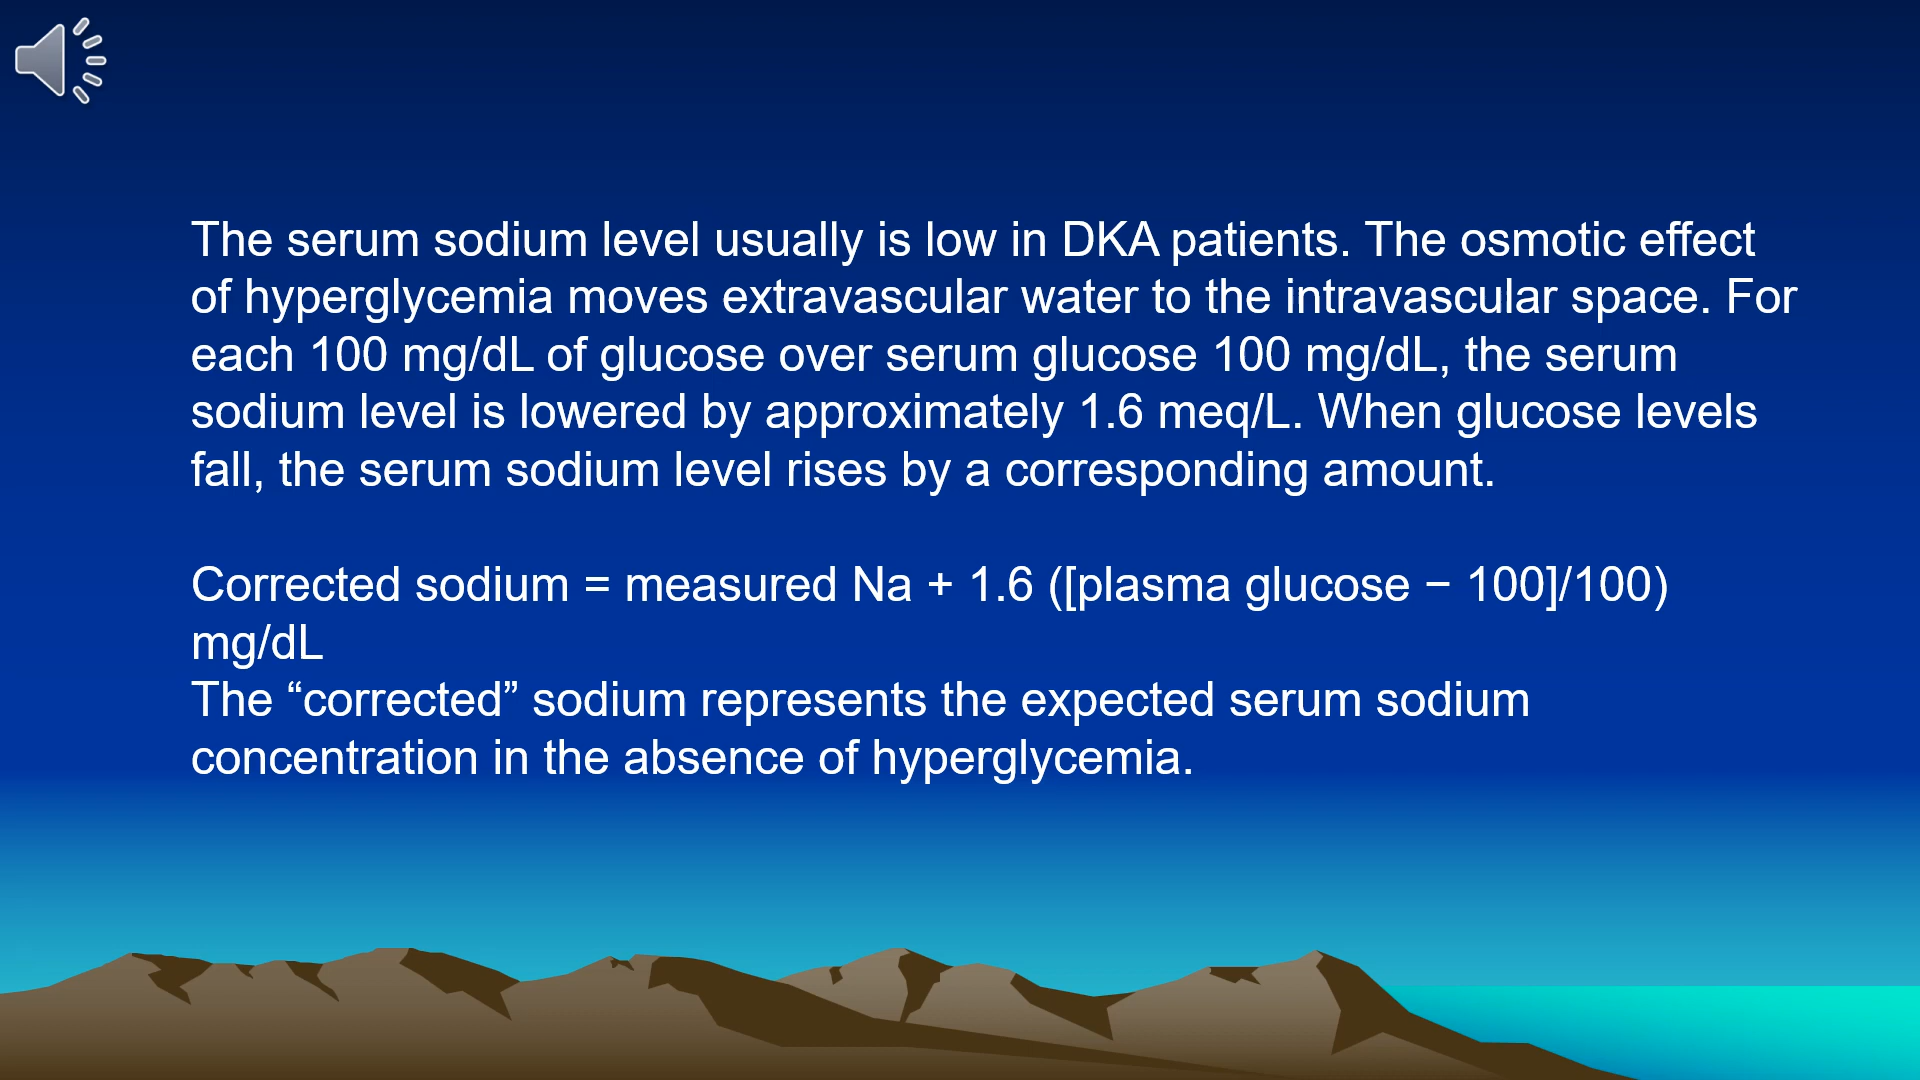 The serum sodium level usually is low in DKA patients. The osmotic effect
of hyperglycemia moves extravascular water to the intravascular space. For
each 100 mg/dL of glucose over serum glucose 100 mg/dL, the serum
sodium level is lowered by approximately 1.6 meq/L. When glucose levels
fall, the serum sodium level rises by a corresponding amount.
Corrected sodium = measured Na + 1.6 ([plasma glucose − 100]/100)
mg/dL
The “corrected” sodium represents the expected serum sodium
concentration in the absence of hyperglycemia.